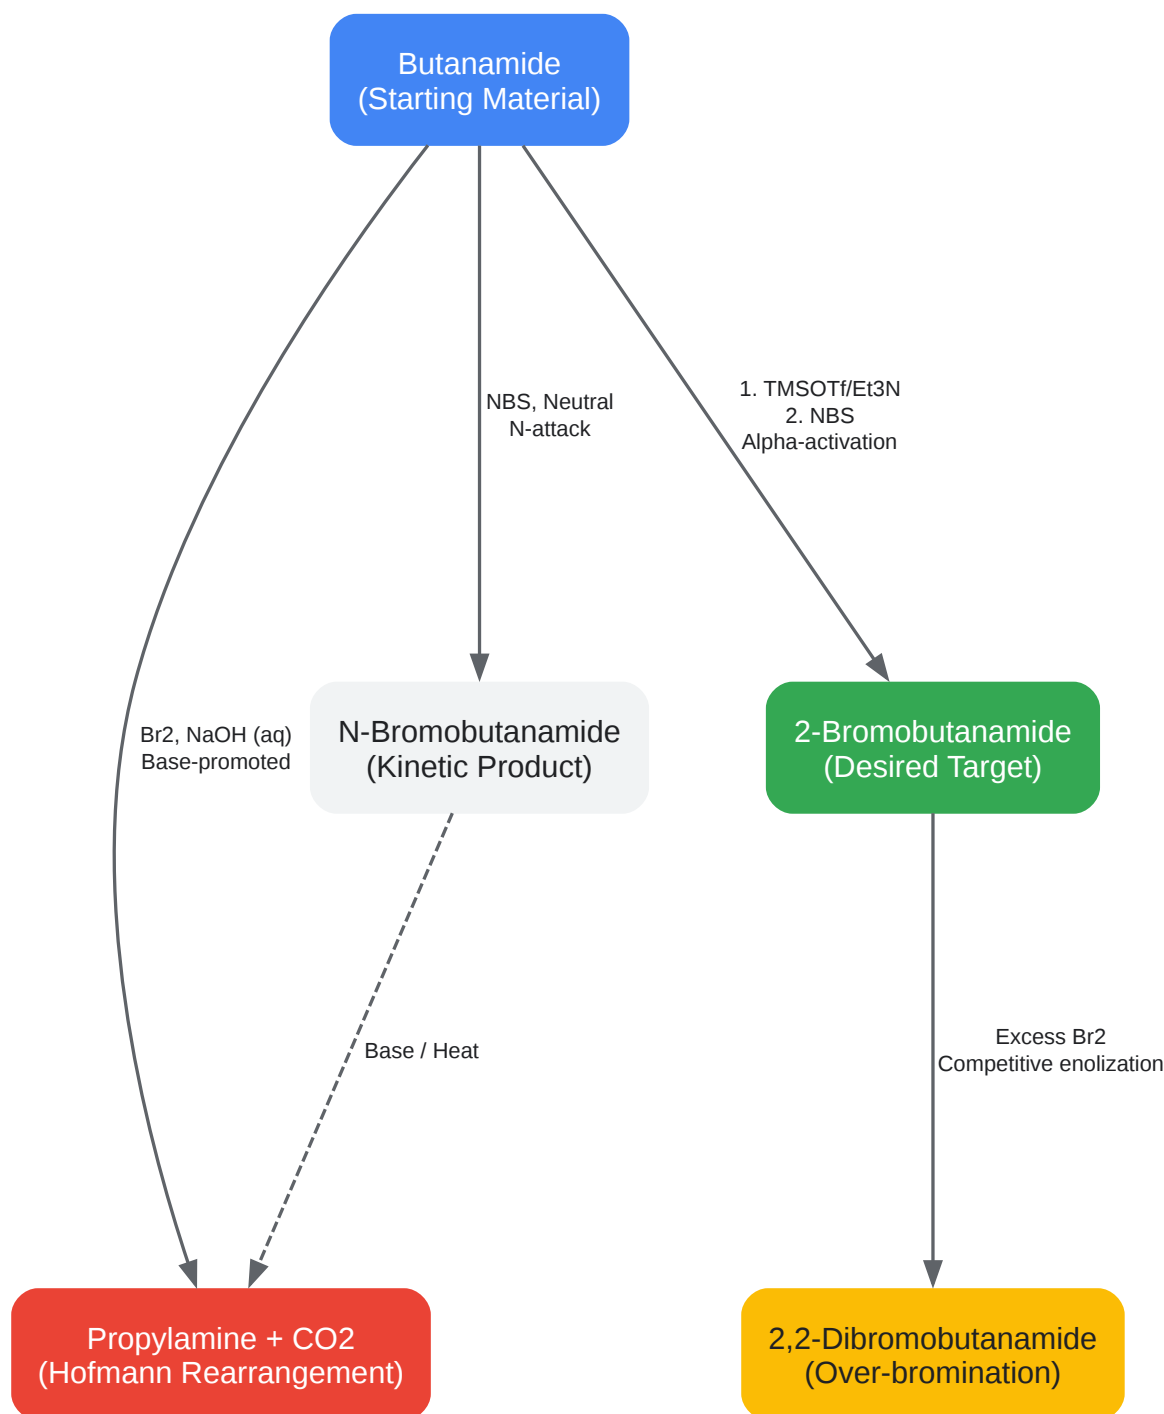 Butanamide
(Starting Material)
1. TMSOTf/Et3N
2. NBS
Alpha-activation
NBS, Neutral
N-attack
Br2, NaOH (aq)
Base-promoted
N-Bromobutanamide
(Kinetic Product)
2-Bromobutanamide
(Desired Target)
Base / Heat
Excess Br2
Competitive enolization
Propylamine + CO2
(Hofmann Rearrangement)
2,2-Dibromobutanamide
(Over-bromination)